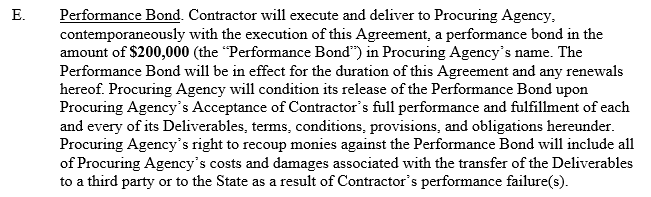 E. Performance Bond. Contractor will execute and deliver to Procuring Agency,
contemporaneously with the execution of this Agreement, a performance bond in the
amount of $200,000 (the “Performance Bond”) in Procuring Agency’s name. The
Performance Bond will be in effect for the duration of this Agreement and any renewals
hereof. Procuring Agency will condition its release of the Performance Bond upon
Procuring Agency’s Acceptance of Contractor’s full performance and fulfillment of each
and every of its Deliverables, terms, conditions, provisions, and obligations hereunder.
Procuring Agency’s right to recoup monies against the Performance Bond will include all
of Procuring Agency’s costs and damages associated with the transfer of the Deliverables
to a third party or to the State as a result of Contractor’s performance failure(s).